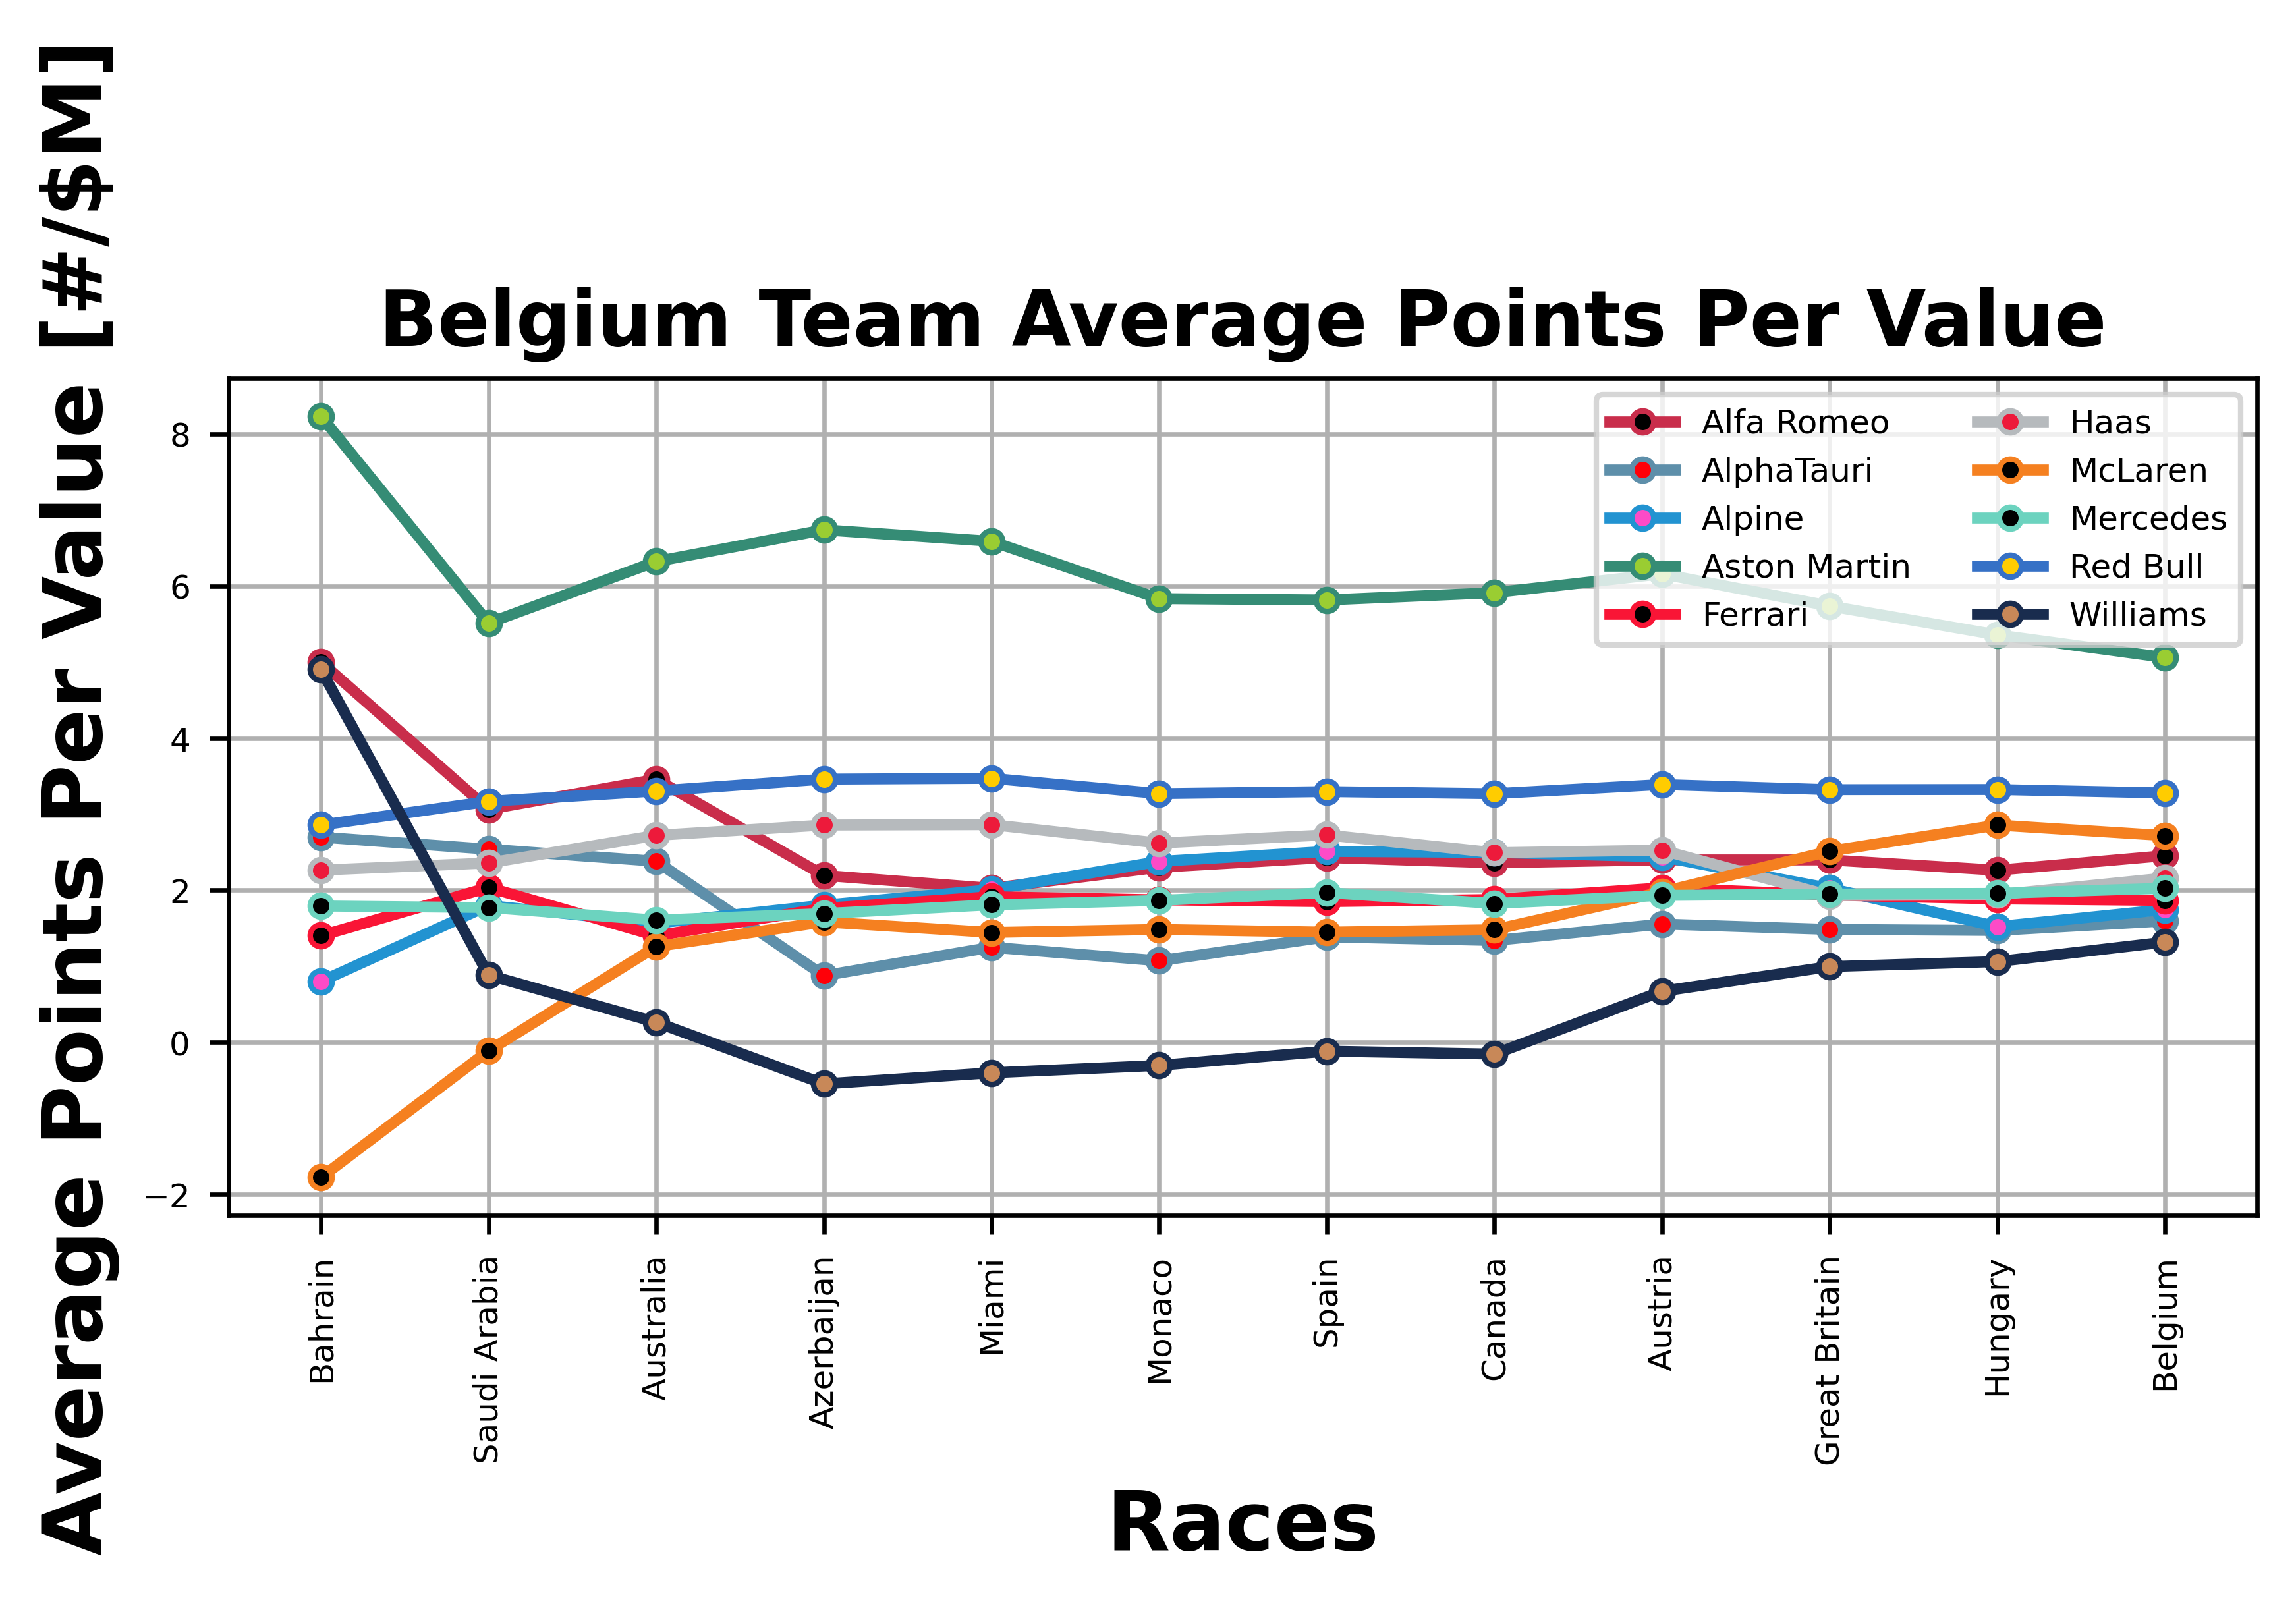 Average Points Per Value [#/$M]
Belgium Team Average Points Per Value
8
6
4
2
0
−2
Alfa Romeo
AlphaTauri
Alpine
Aston Martin
Ferrari
Haas
McLaren
Mercedes
Red Bull
Williams
Bahrain
Saudi Arabia
Australia
Azerbaijan
Miami
Monaco
Spain
Canada
Austria
Great Britain
Hungary
Belgium
Races